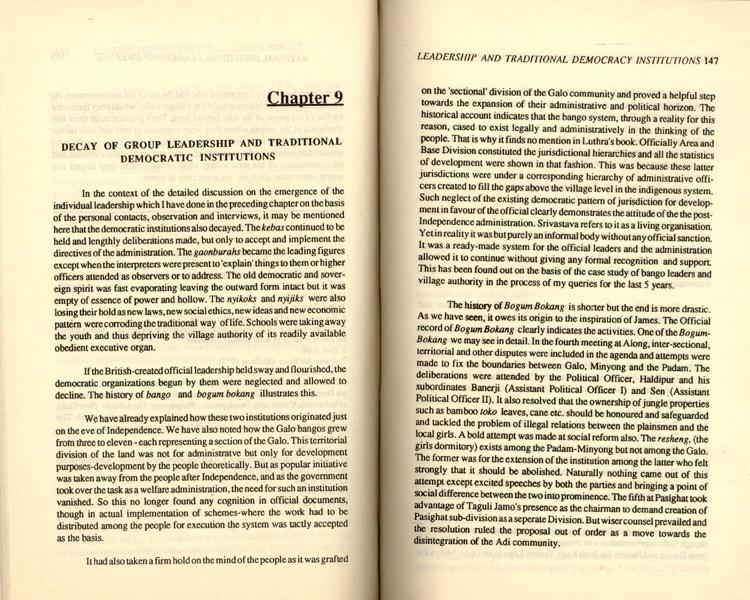 Chapter 9
DECAY OF GROUP LEADERSHIP AND TRADITIONAL
DEMOCRATIC INSTITUTIONS
In the context of the detailed discussion on the emergence of the
individual leadership which I have done in the preceding chapter on the basis
of the personal contacts, observation and interviews, it may be mentioned
here that the democratic institutions also decayed. The kebas continued to be
held and lengthly deliberations made, but only to accept and implement the
directives of the administration. The gaonburahs became the leading figures
except when the interpreters were present to 'explain' things to them or higher
officers attended as observers or to address. The old democratic and sover-
eign spirit was fast evaporating leaving the outward form intact but it was
empty of essence of power and hollow. The nyikoks and nyijiks were also
losing their hold as new laws, new social ethics, new ideas and new economic
pattern were corroding the traditional way of life. Schools were taking away
the youth and thus depriving the village authority of its readily available
obedient executive organ.
If the British-created official leadership held sway and flourished, the
democratic organizations begun by them were neglected and allowed to
decline. The history of bango and bogum bokang illustrates this.
We have already explained how these two institutions originated just
on the eve of Independence. We have also noted how the Galo bangos grew
from three to eleven - each representing a section of the Galo. This territorial
division of the land was not for administratve but only for development
purposes-development by the people theoretically. But as popular initiative
was taken away from the people after Independence, and as the government
took over the task as a welfare administration, the need for such an institution
vanished. So this no longer found any cognition in official documents,
though in actual implementation of schemes-where the work had to be
distributed among the people for execution the system was tactly accepted
as the basis.
It had also taken a firm hold on the mind of the people as it was grafted
LEADERSHIP AND TRADITIONAL DEMOCRACY INSTITUTIONS 147
on the 'sectional' division of the Galo community and proved a helpful step
towards the expansion of their administrative and political horizon. The
historical account indicates that the bango system, through a reality for this
reason, cased to exist legally and administratively in the thinking of the
people. That is why it finds no mention in Luthra's book. Officially Area and
Base Division constituted the jurisdictional hierarchies and all the statistics
of development were shown in that fashion. This was because these latter
jurisdictions were under a corresponding hierarchy of administrative offi-
cers created to fill the gaps above the village level in the indigenous system.
Such neglect of the existing democratic pattern of jurisdiction for develop-
ment in favour of the official clearly demonstrates the attitude of the the post-
Independence administration. Srivastava refers to it as a living organisation.
Yet in reality it was but purely an informal body without any official sanction.
It was a ready-made system for the official leaders and the administration
allowed it to continue without giving any formal recognition and support.
This has been found out on the basis of the case study of bango leaders and
village authority in the process of my queries for the last 5 years.
The history of Bogum Bokang is shorter but the end is more drastic.
As we have seen, it owes its origin to the inspiration of James. The Official
record of Bogum Bokang clearly indicates the activities. One of the Bogum-
Bokang we may see in detail. In the fourth meeting at Along, inter-sectional,
territorial and other disputes were included in the agenda and attempts were
made to fix the boundaries between Galo, Minyong and the Padam. The
deliberations were attended by the Political Officer, Haldipur and his
subordinates Banerji (Assistant Political Officer I) and Sen (Assistant
Political Officer II). It also resolved that the ownership of jungle properties
such as bamboo toko leaves, cane etc. should be honoured and safeguarded
and tackled the problem of illegal relations between the plainsmen and the
local girls. A bold attempt was made at social reform also. The resheng, (the
girls dormitory) exists among the Padam-Minyong but not among the Galo.
The former was for the extension of the institution among the latter who felt
strongly that it should be abolished. Naturally nothing came out of this
attempt except excited speeches by both the parties and bringing a point of
social difference between the two into prominence. The fifth at Pasighat took
advantage of Taguli Jamo's presence as the chairman to demand creation of
Pasighat sub-division as a seperate Division. But wiser counsel prevailed and
the resolution ruled the proposal out of order as a move towards the
disintegration of the Adi community.